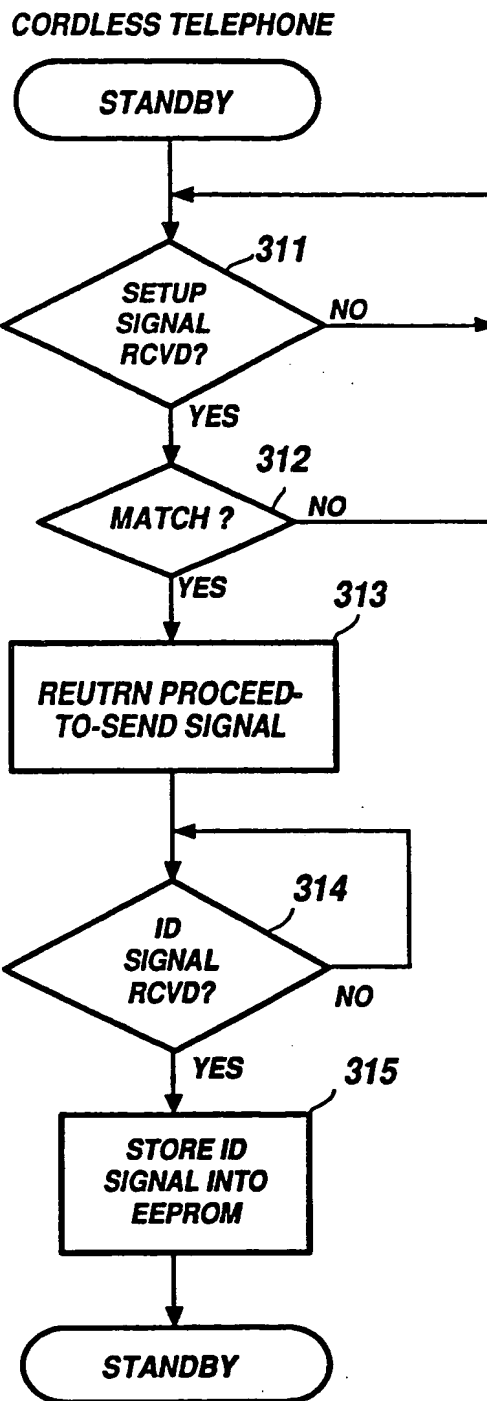 CORDLESS TELEPHONE
STANDBY
311
SETUP
SIGNAL
RCVD?
NO
YES
312
MATCH ?
NO
YES
313
REUTRN PROCEED-
TO-SEND SIGNAL
314
ID
SIGNAL
RCVD?
NO
YES
315
STORE ID
SIGNAL INTO
EEPROM
STANDBY